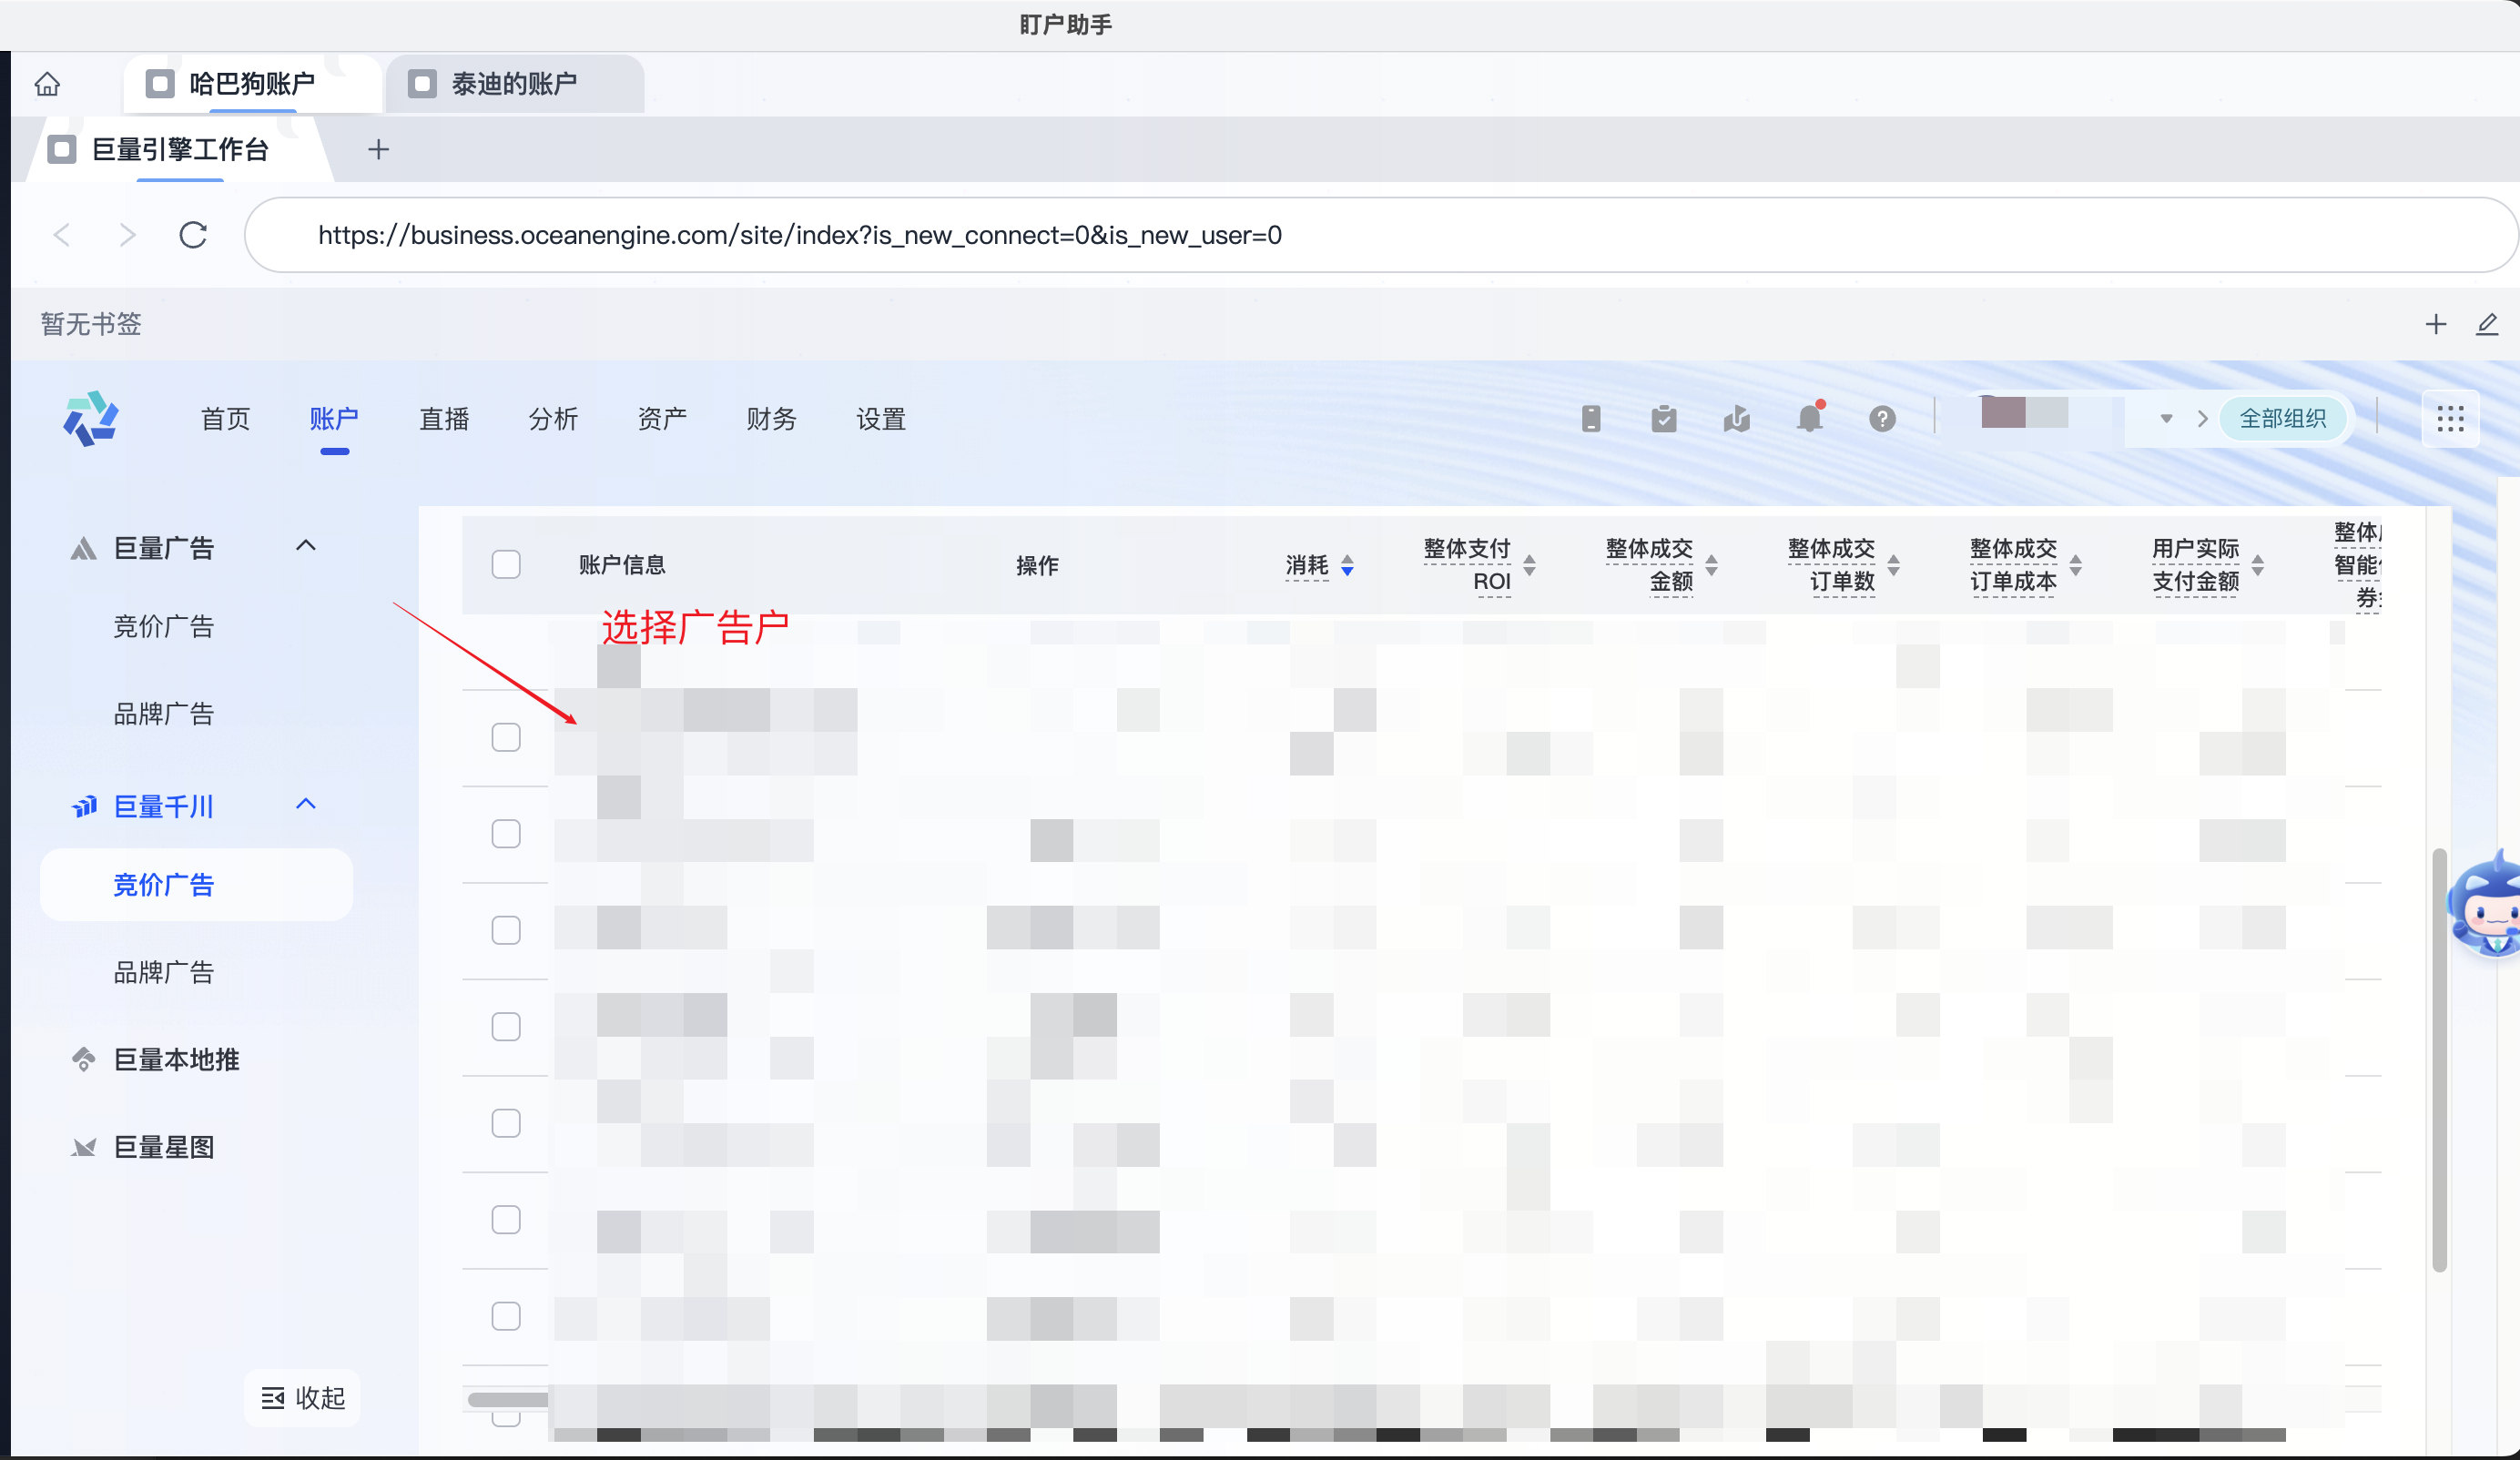 盯户助手
哈巴狗账户
泰迪的账户
巨量引擎工作台
https://business.oceanengine.com/site/index?is_new_connect=0&is_new_user=0
暂无书签
首页
账户
直播
分析
资产
财务
设置
全部组织
巨量广告
竞价广告
品牌广告
巨量千川
竞价广告
品牌广告
巨量本地推
巨量星图
收起
账户信息
操作
消耗
整体支付
ROI
整体成交
金额
整体成交
订单数
整体成交
订单成本
用户实际
支付金额
整体
智能
券
选择广告户